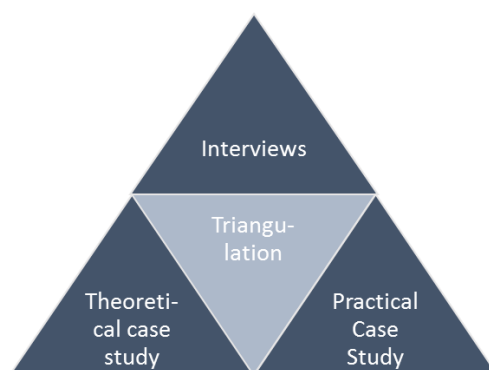 Interviews
Triangu-
lation
Theoreti-
cal case
study
Practical
Case
Study